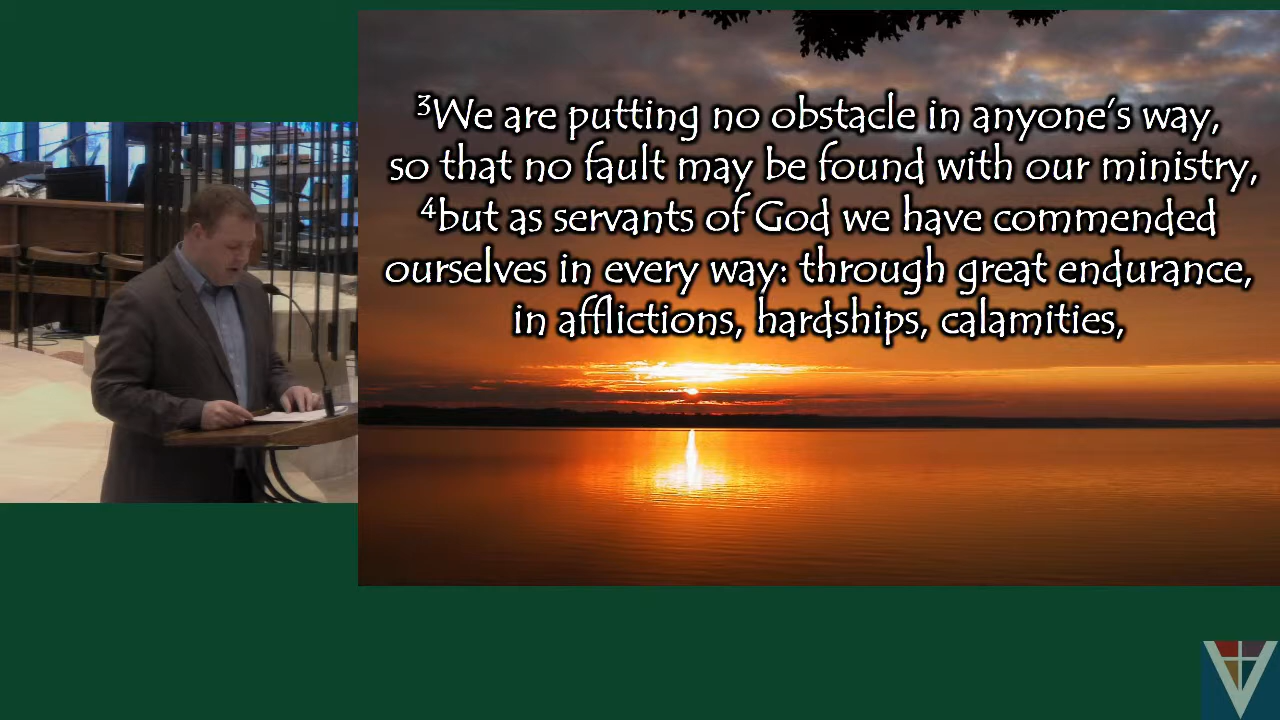 ³We are putting no obstacle in anyone's way,
so that no fault may be found with our ministry,
⁴but as servants of God we have commended
ourselves in every way: through great endurance,
in afflictions, hardships, calamities,